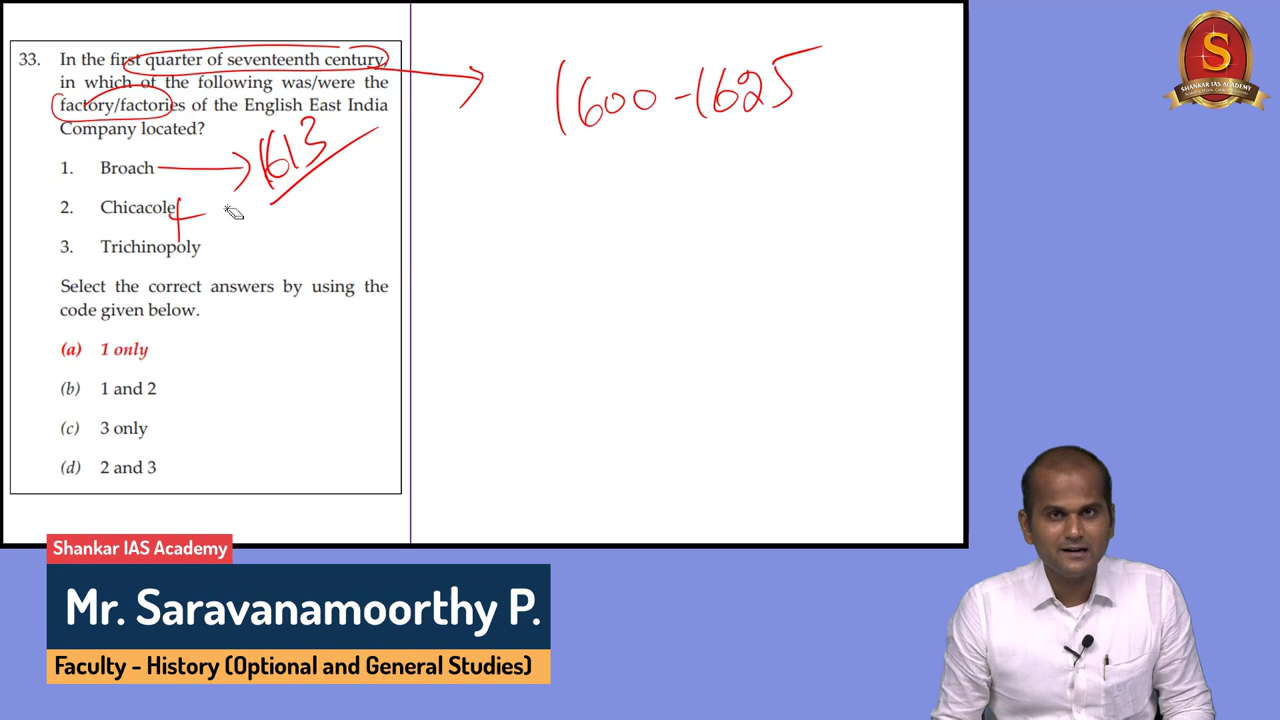 33. In the first quarter of seventeenth century,
in which of the following was/were the
factory/factories of the English East India
Company located?
1600-1625
1613
1. Broach
2. Chicacole
3. Trichinopoly
Select the correct answers by using the
code given below.
(a) 1 only
(b) 1 and 2
(c) 3 only
(d) 2 and 3
S
SHANKAR IAS ACADEMY
Shankar IAS Academy
Mr. Saravanamoorthy P.
Faculty - History (Optional and General Studies)